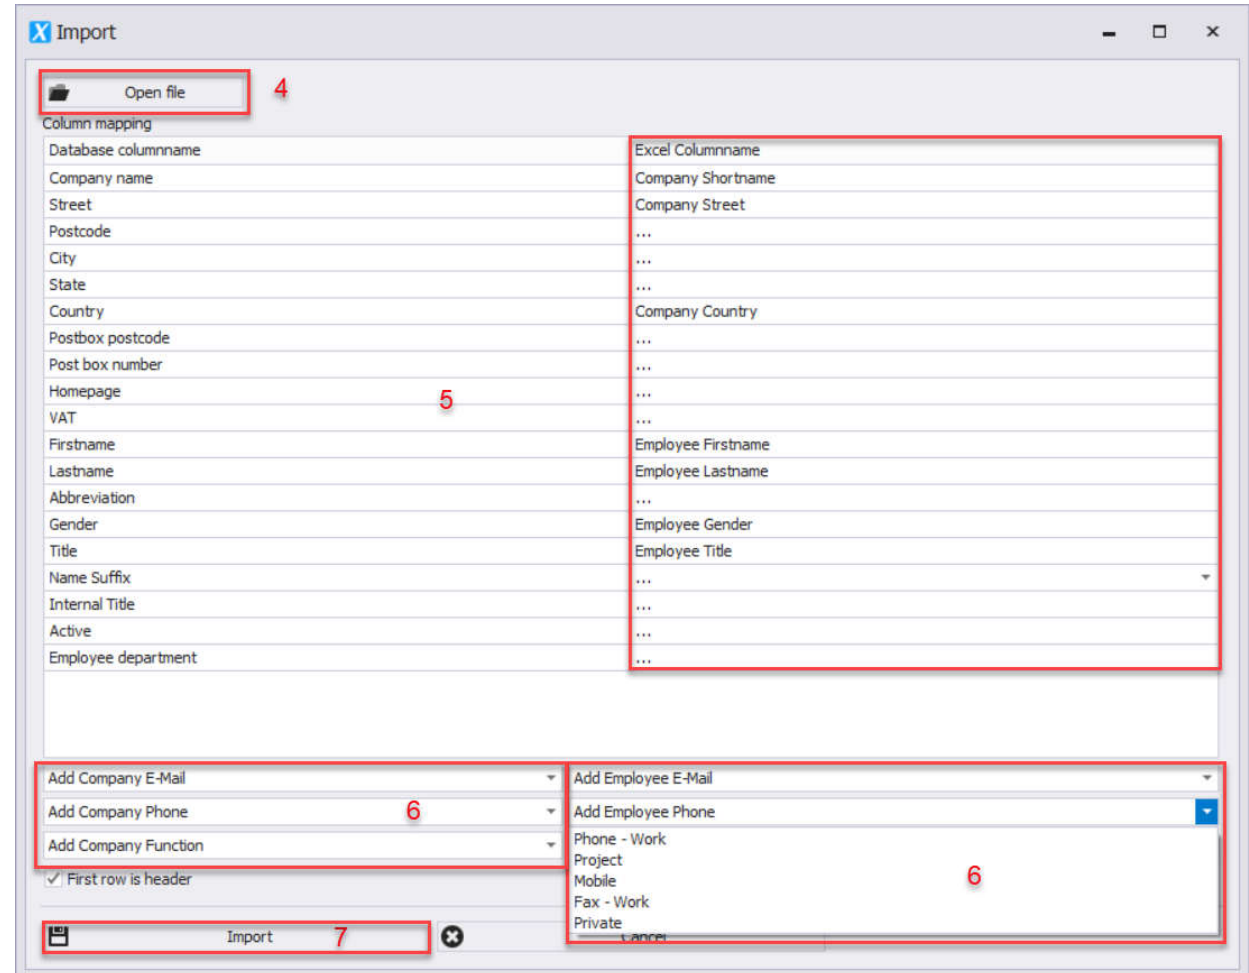 X Import
Open file 4
Column mapping
Database columnname Excel Columnname
Company name Company Shortname
Street Company Street
Postcode ...
City ...
State ...
Country Company Country
Postbox postcode ...
Post box number ...
Homepage ...
5
VAT ...
Firstname Employee Firstname
Lastname Employee Lastname
Abbreviation ...
Gender Employee Gender
Title Employee Title
Name Suffix ...
Internal Title ...
Active ...
Employee department ...
Add Company E-Mail Add Employee E-Mail
Add Company Phone 6 Add Employee Phone
Add Company Function Phone - Work
Project
First row is header Mobile 6
Fax - Work
Private
Import 7 Cancel